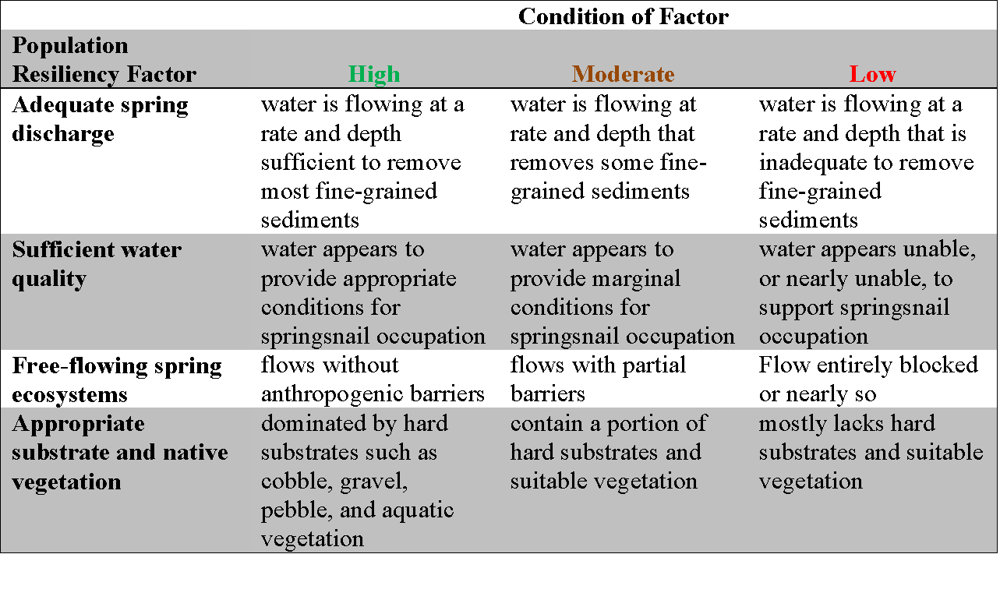 Condition of Factor
Population
Resiliency Factor High Moderate Low
Adequate spring water is flowing at a water is flowing at water is flowing at a
discharge rate and depth rate and depth that rate and depth that is
sufficient to remove removes some fine- inadequate to remove
most fine-grained grained sediments fine-grained
sediments sediments
Sufficient water water appears to water appears to water appears unable,
quality provide appropriate provide marginal or nearly unable, to
conditions for conditions for support springsnail
springsnail occupation springsnail occupation occupation
Free-flowing spring flows without flows with partial Flow entirely blocked
ecosystems anthropogenic barriers barriers or nearly so
Appropriate dominated by hard contain a portion of mostly lacks hard
substrate and native substrates such as hard substrates and substrates and suitable
vegetation cobble, gravel, suitable vegetation vegetation
pebble, and aquatic
vegetation